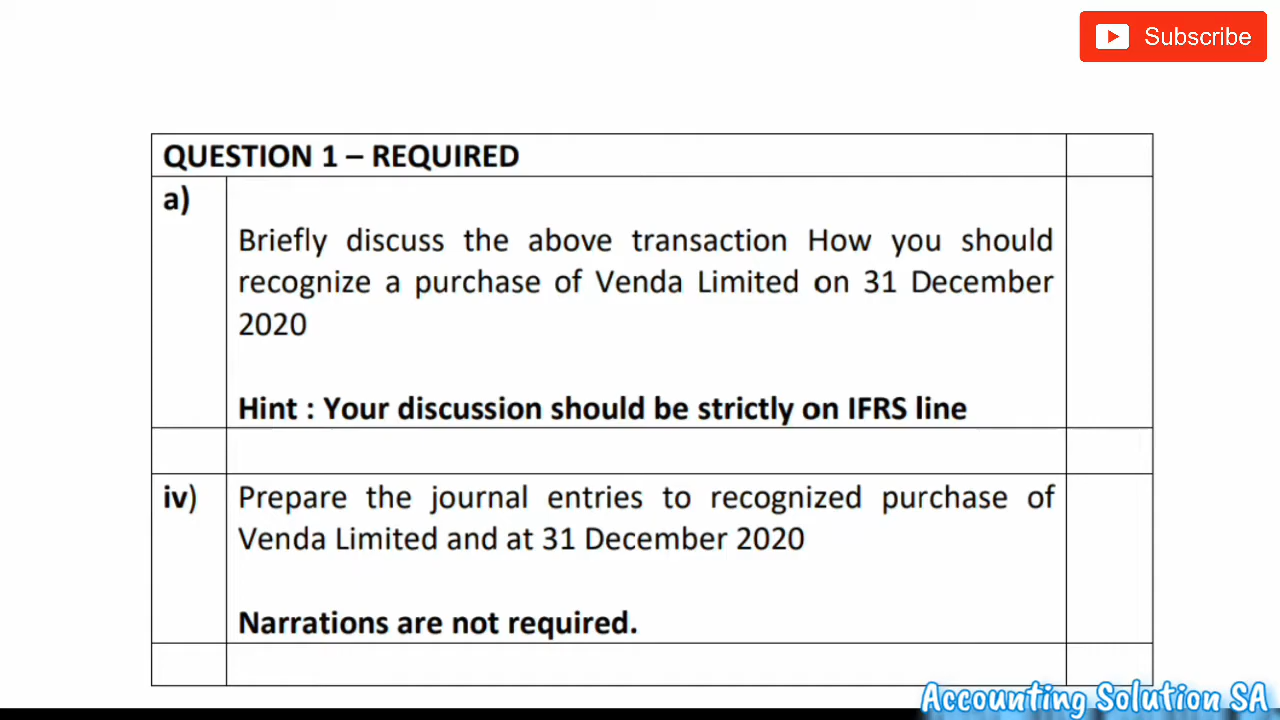 Subscribe
QUESTION 1 – REQUIRED
a)
Briefly discuss the above transaction How you should
recognize a purchase of Venda Limited on 31 December
2020
Hint : Your discussion should be strictly on IFRS line
iv) Prepare the journal entries to recognized purchase of
Venda Limited and at 31 December 2020
Narrations are not required.
Accounting Solution SA